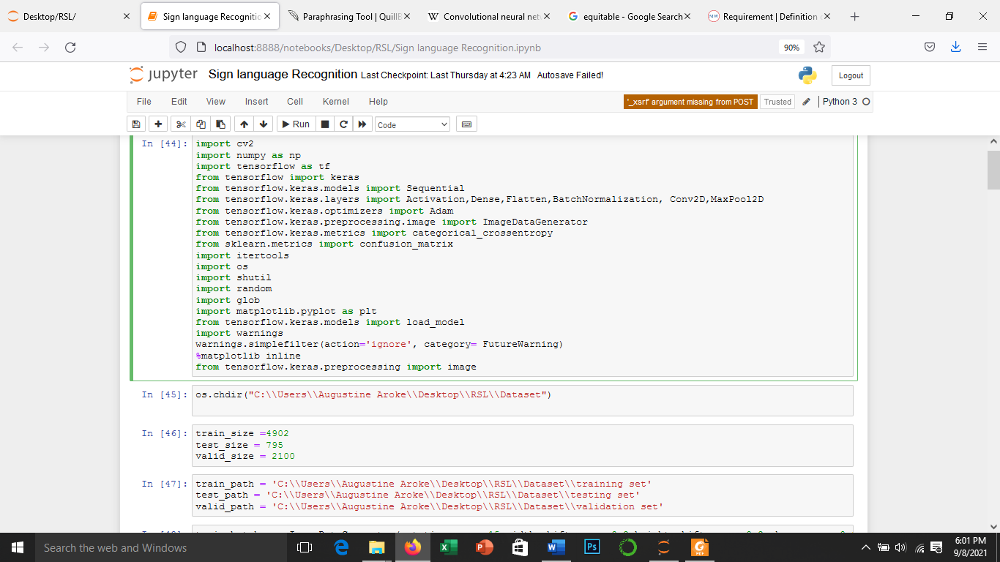 Desktop/RSL/
Sign language Recognitio
Paraphrasing Tool | QuillB
Convolutional neural net
equitable - Google Search
Requirement | Definition
localhost:8888/notebooks/Desktop/RSL/Sign language Recognition.ipynb
90%
jupyter Sign language Recognition Last Checkpoint: Last Thursday at 4:23 AM Autosave Failed!
Logout
File Edit View Insert Cell Kernel Help
'_xsrf' argument missing from POST
Trusted
Python 3
Run
Code
In [44]: import cv2
import numpy as np
import tensorflow as tf
from tensorflow import keras
from tensorflow.keras.models import Sequential
from tensorflow.keras.layers import Activation,Dense,Flatten,BatchNormalization, Conv2D,MaxPool2D
from tensorflow.keras.optimizers import Adam
from tensorflow.keras.preprocessing.image import ImageDataGenerator
from tensorflow.keras.metrics import categorical_crossentropy
from sklearn.metrics import confusion_matrix
import itertools
import os
import shutil
import random
import glob
import matplotlib.pyplot as plt
from tensorflow.keras.models import load_model
import warnings
warnings.simplefilter(action='ignore', category= FutureWarning)
%matplotlib inline
from tensorflow.keras.preprocessing import image
In [45]: os.chdir("C:\\Users\\Augustine Aroke\\Desktop\\RSL\\Dataset")
In [46]: train_size =4902
test_size = 795
valid_size = 2100
In [47]: train_path = 'C:\\Users\\Augustine Aroke\\Desktop\\RSL\\Dataset\\training set'
test_path = 'C:\\Users\\Augustine Aroke\\Desktop\\RSL\\Dataset\\testing set'
valid_path = 'C:\\Users\\Augustine Aroke\\Desktop\\RSL\\Dataset\\validation set'
Search the web and Windows
6:01 PM
9/8/2021